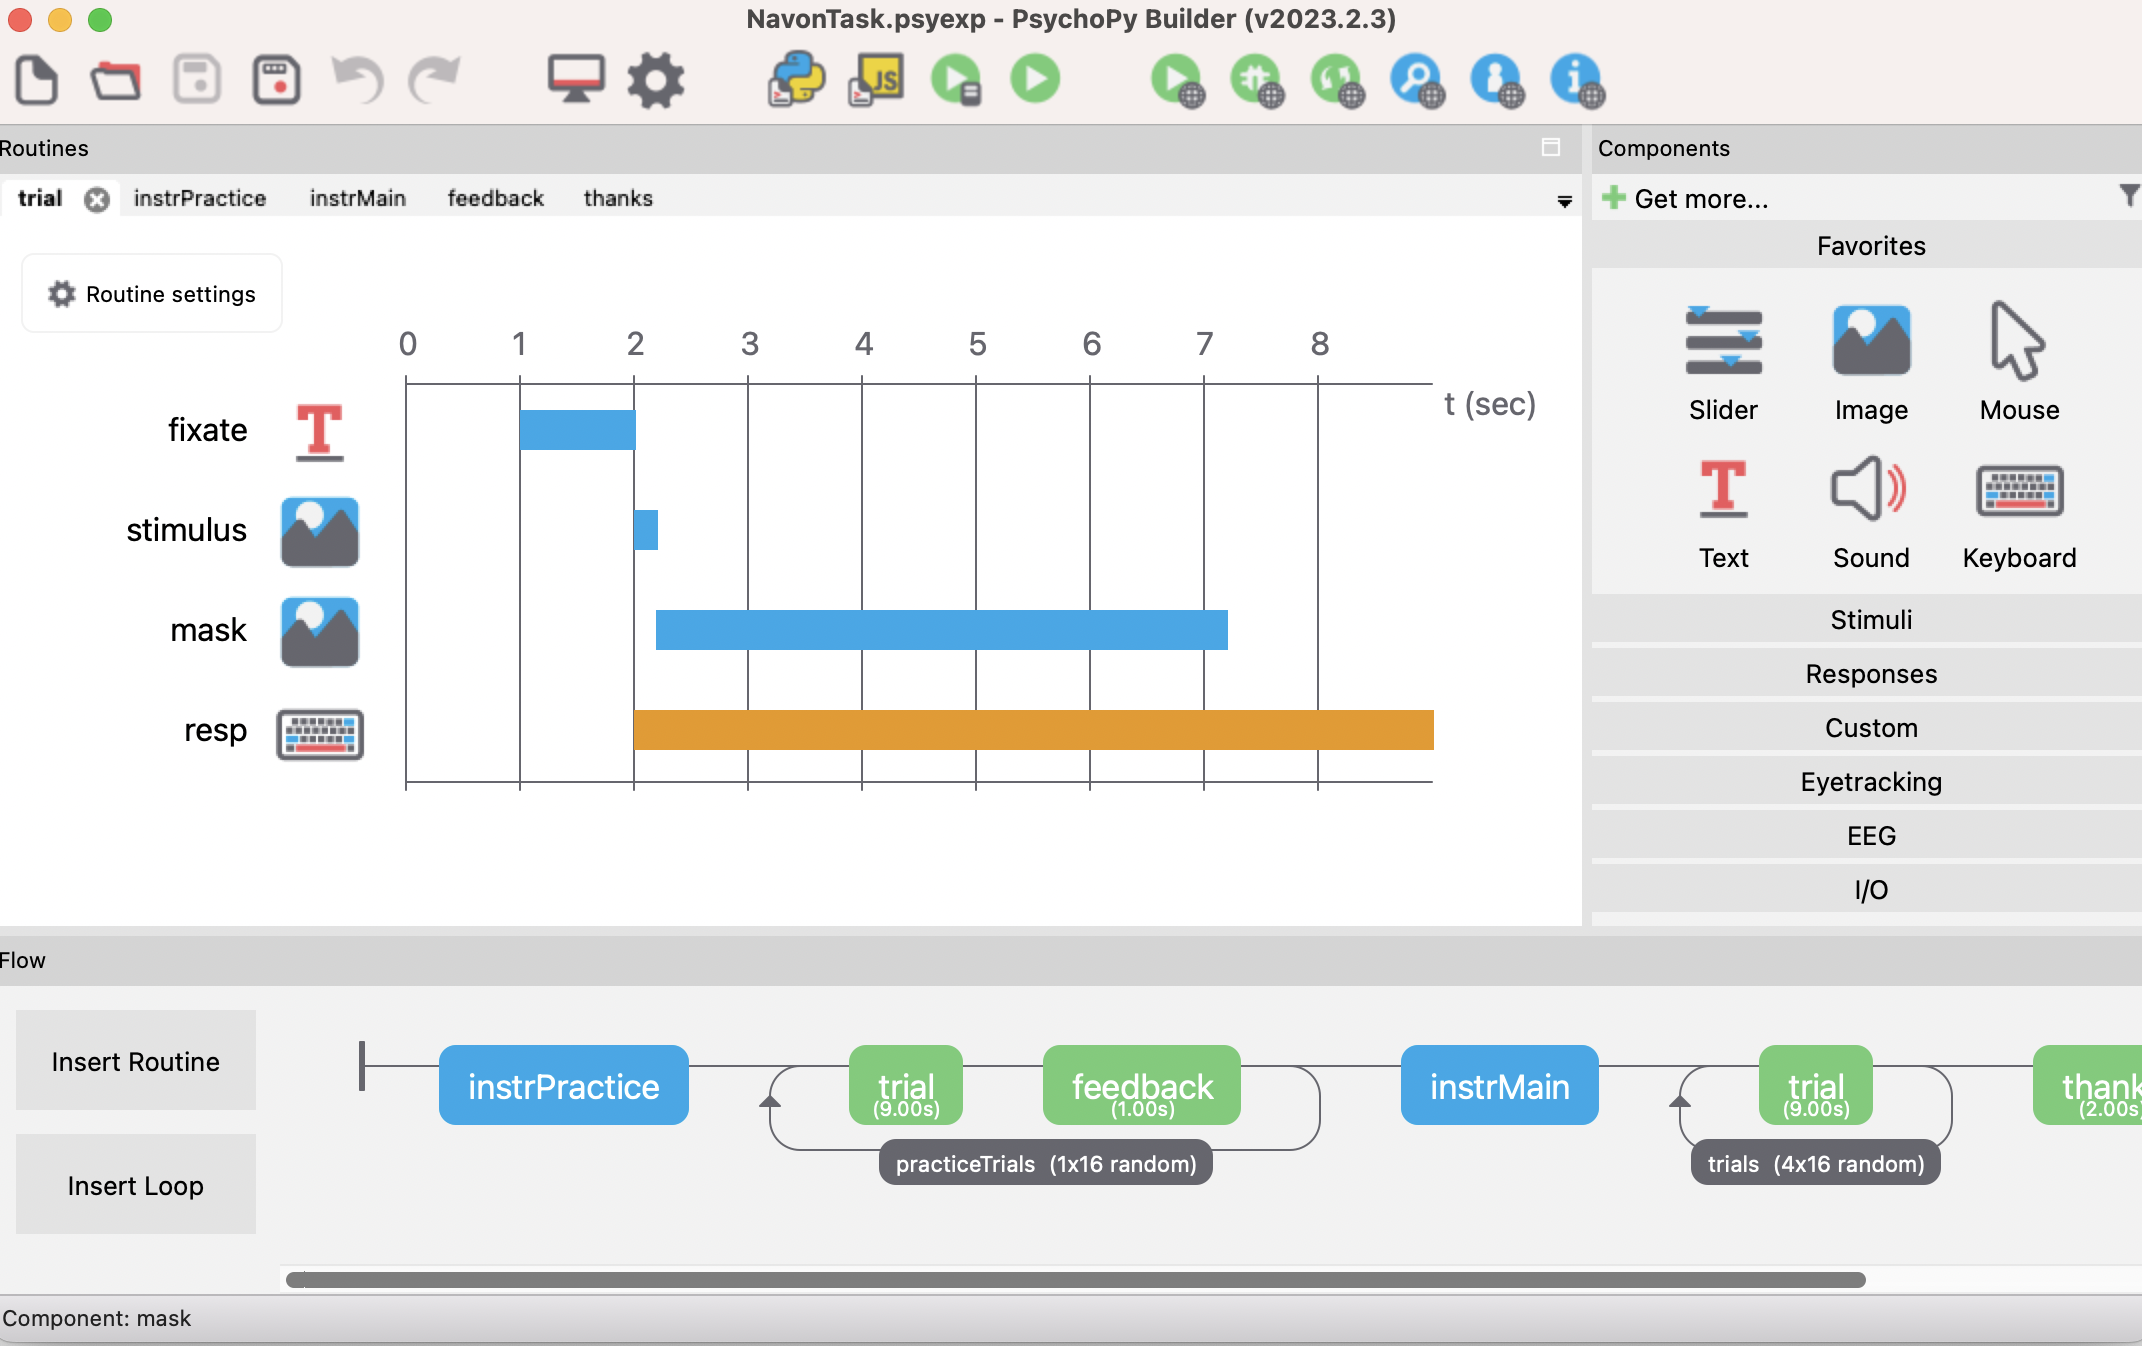 NavonTask.psyexp - PsychoPy Builder (v2023.2.3)
JS
Routines
Components
trial
instrPractice
instrMain
feedback
thanks
Get more...
Favorites
Routine settings
0 1 2 3 4 5 6 7 8
t (sec)
fixate
stimulus
mask
resp
Slider
Image
Mouse
Text
Sound
Keyboard
Stimuli
Responses
Custom
Eyetracking
EEG
I/O
Flow
Insert Routine
Insert Loop
instrPractice
trial
(9.00s)
feedback
(1.00s)
practiceTrials (1x16 random)
instrMain
trial
(9.00s)
trials (4x16 random)
thank
(2.00s
Component: mask